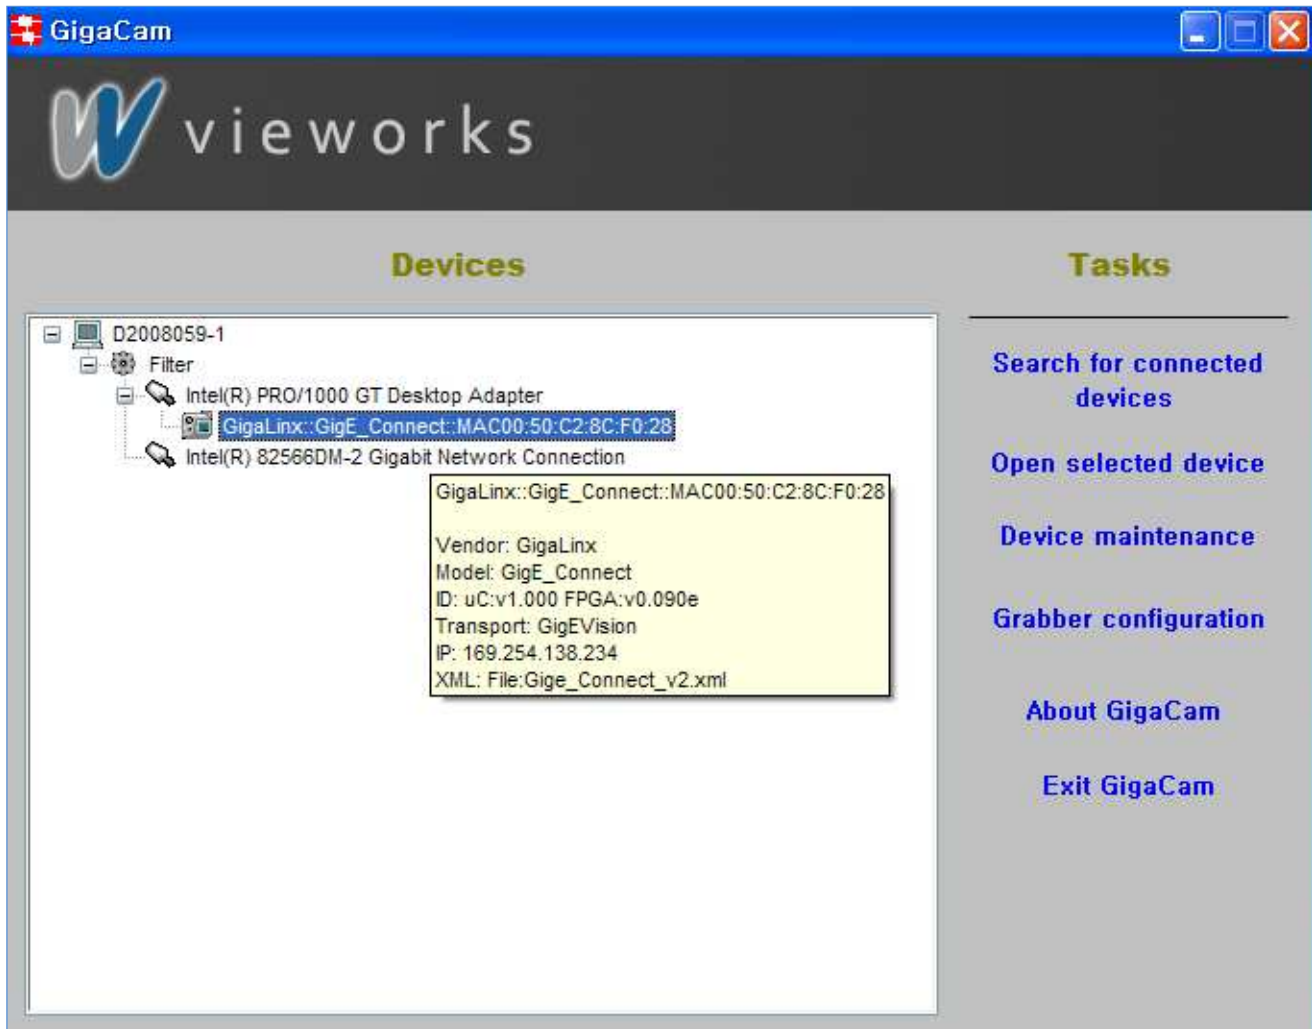 GigaCam
vieworks
Devices
D2008059-1
Filter
Intel(R) PRO/1000 GT Desktop Adapter
GigaLinx::GigE_Connect::MAC00:50:C2:8C:F0:28
Intel(R) 82566DM-2 Gigabit Network Connection
GigaLinx::GigE_Connect::MAC00:50:C2:8C:F0:28
Vendor: GigaLinx
Model: GigE_Connect
ID: uC:v1.000 FPGA:v0.090e
Transport: GigEVision
IP: 169.254.138.234
XML: File:Gige_Connect_v2.xml
Tasks
Search for connected
devices
Open selected device
Device maintenance
Grabber configuration
About GigaCam
Exit GigaCam